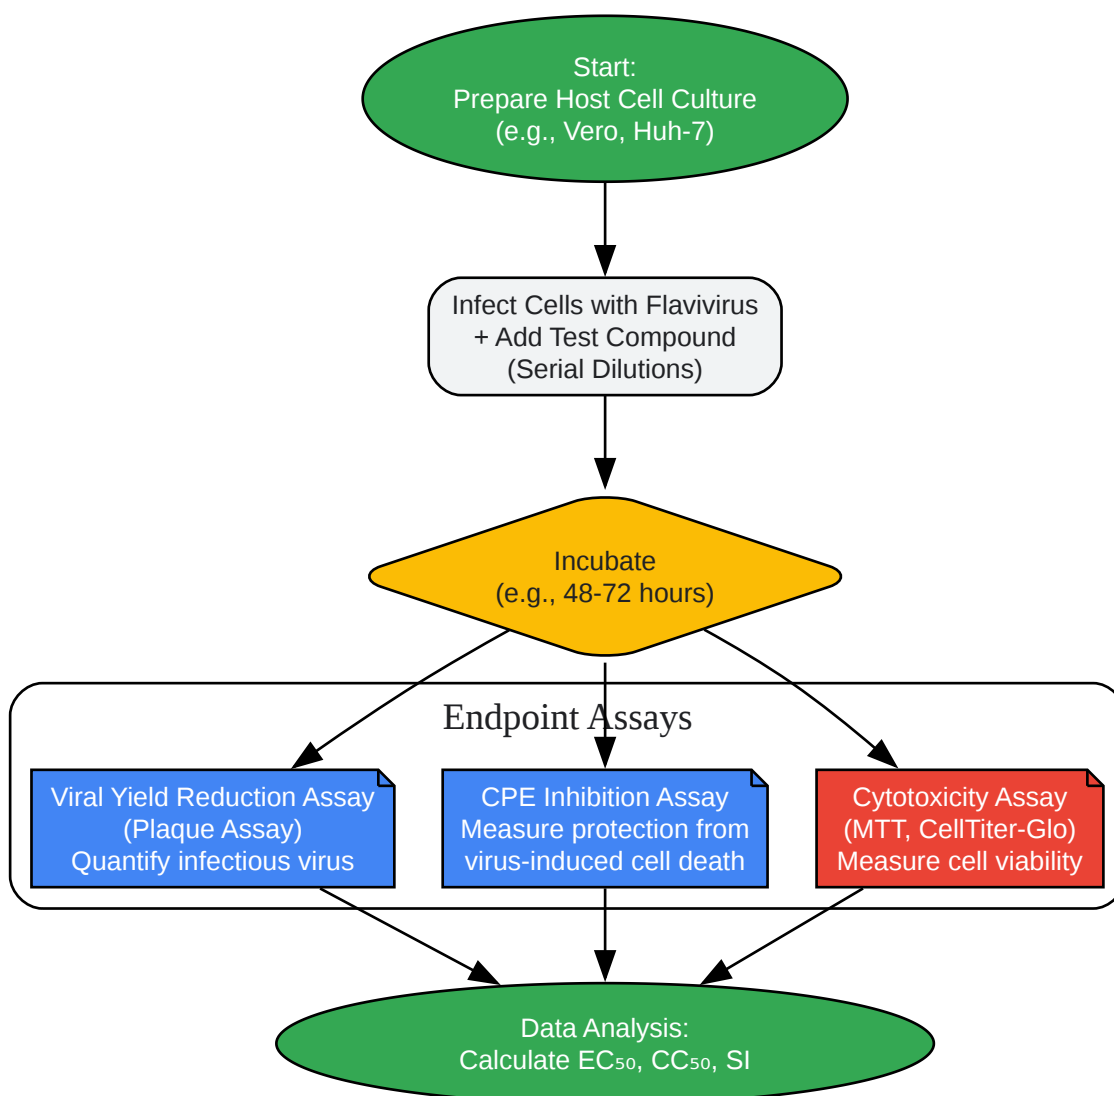 Start:
Prepare Host Cell Culture
(e.g., Vero, Huh-7)
Infect Cells with Flavivirus
+ Add Test Compound
(Serial Dilutions)
Incubate
(e.g., 48-72 hours)
Endpoint Assays
Viral Yield Reduction Assay
(Plaque Assay)
Quantify infectious virus
CPE Inhibition Assay
Measure protection from
virus-induced cell death
Cytotoxicity Assay
(MTT, CellTiter-Glo)
Measure cell viability
Data Analysis:
Calculate EC₅₀, CC₅₀, SI